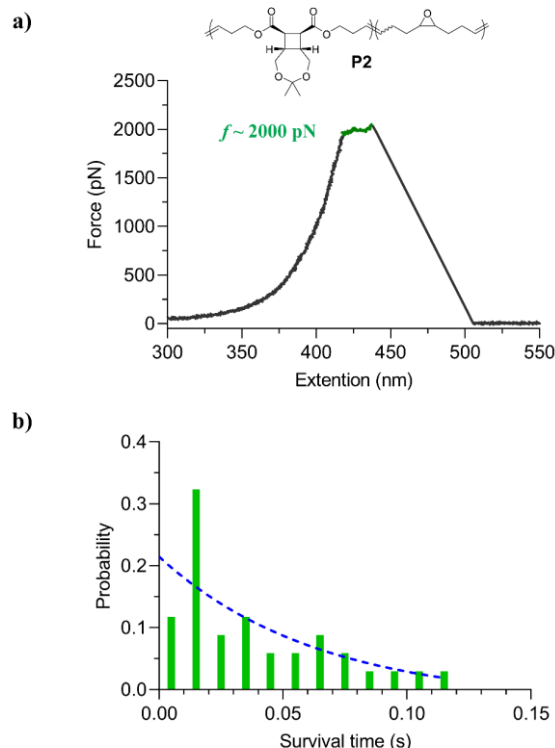 a)
O O O
O O
H H
O O
P2
f ~ 2000 pN
2500
2000
1500
1000
500
0
Force (pN)
300 350 400 450 500 550
Extention (nm)
b)
0.4
0.3
0.2
0.1
0.0
Probability
0.00 0.05 0.10 0.15
Survival time (s)